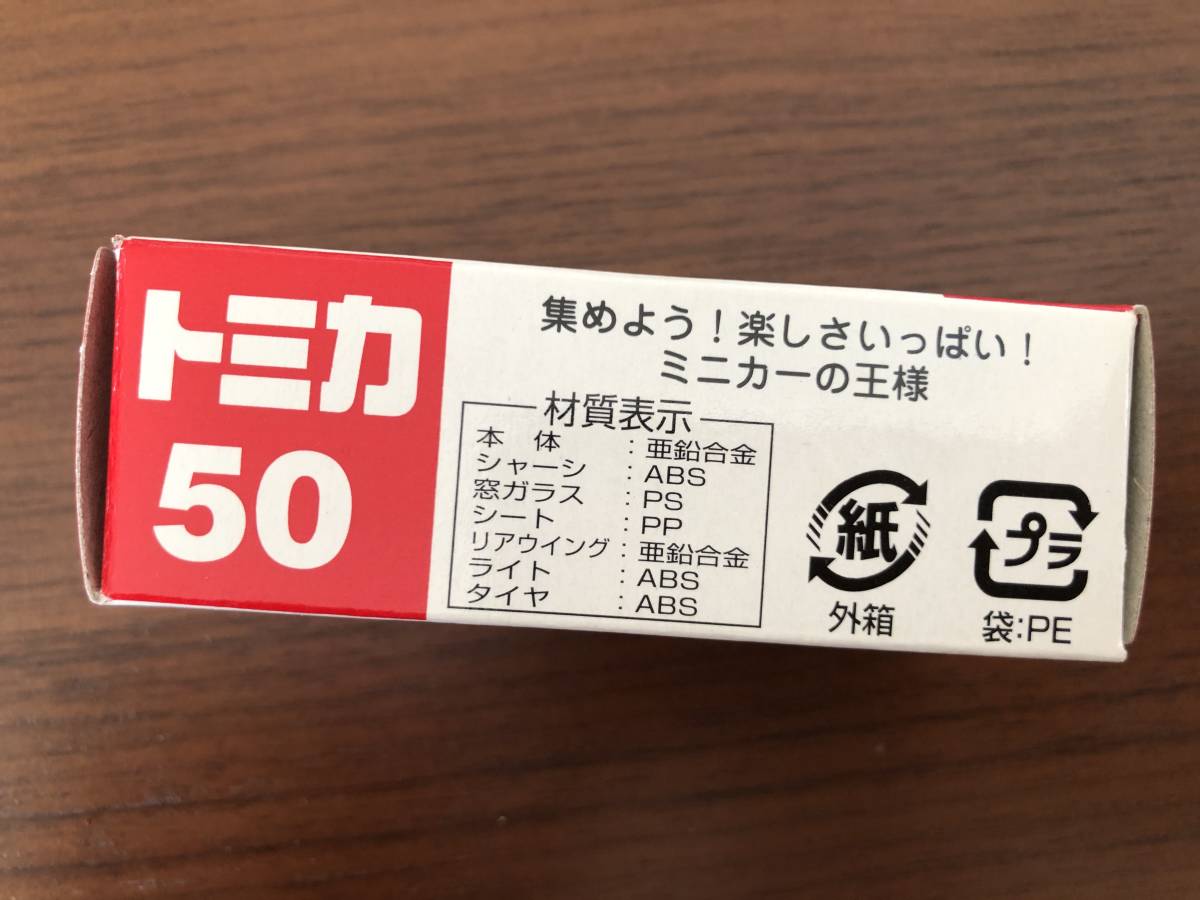 トミカ
50
集めよう!楽しさいっぱい!
ミニカーの王様
材質表示
本体:亜鉛合金
シャーシ:ABS
窓ガラス:PS
シート:PP
リアウイング:亜鉛合金
ライト:ABS
タイヤ:ABS
紙
外箱
プラ
袋:PE